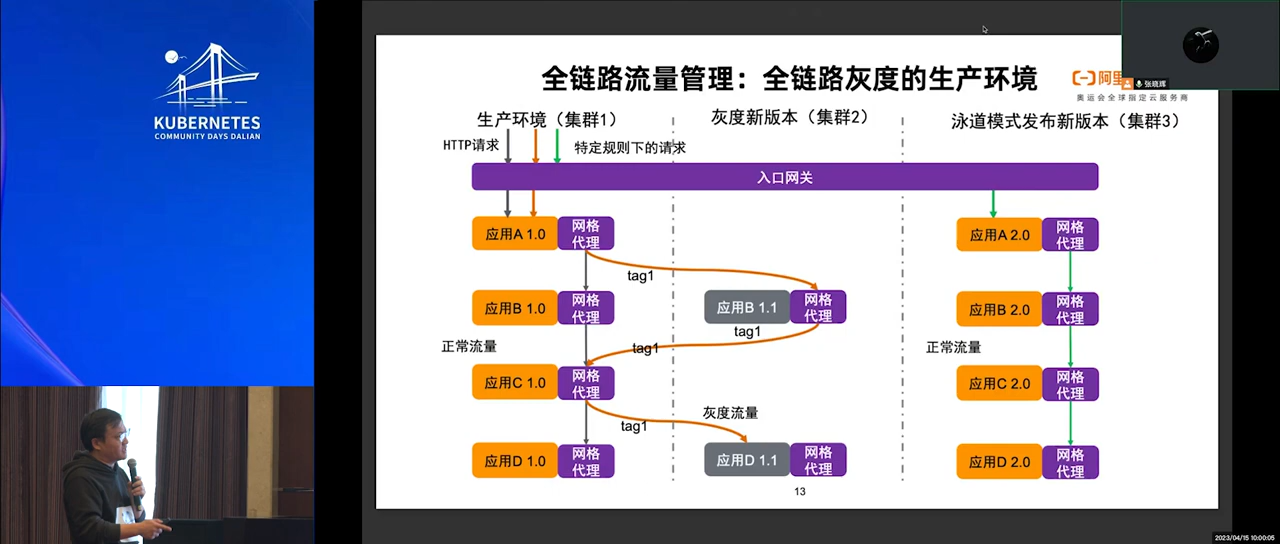 KUBERNETES
COMMUNITY DAYS DALIAN
全链路流量管理：全链路灰度的生产环境
阿里
张晓辉
奥运会全球指定云服务商
生产环境（集群1）
灰度新版本（集群2）
泳道模式发布新版本（集群3）
HTTP请求
特定规则下的请求
入口网关
应用A 1.0
网格
代理
应用A 2.0
网格
代理
tag1
应用B 1.0
网格
代理
应用B 1.1
网格
代理
应用B 2.0
网格
代理
tag1
tag1
正常流量
正常流量
应用C 1.0
网格
代理
应用C 2.0
网格
代理
灰度流量
tag1
应用D 1.0
网格
代理
应用D 1.1
网格
代理
应用D 2.0
网格
代理
13
2023/04/15 10:00:05